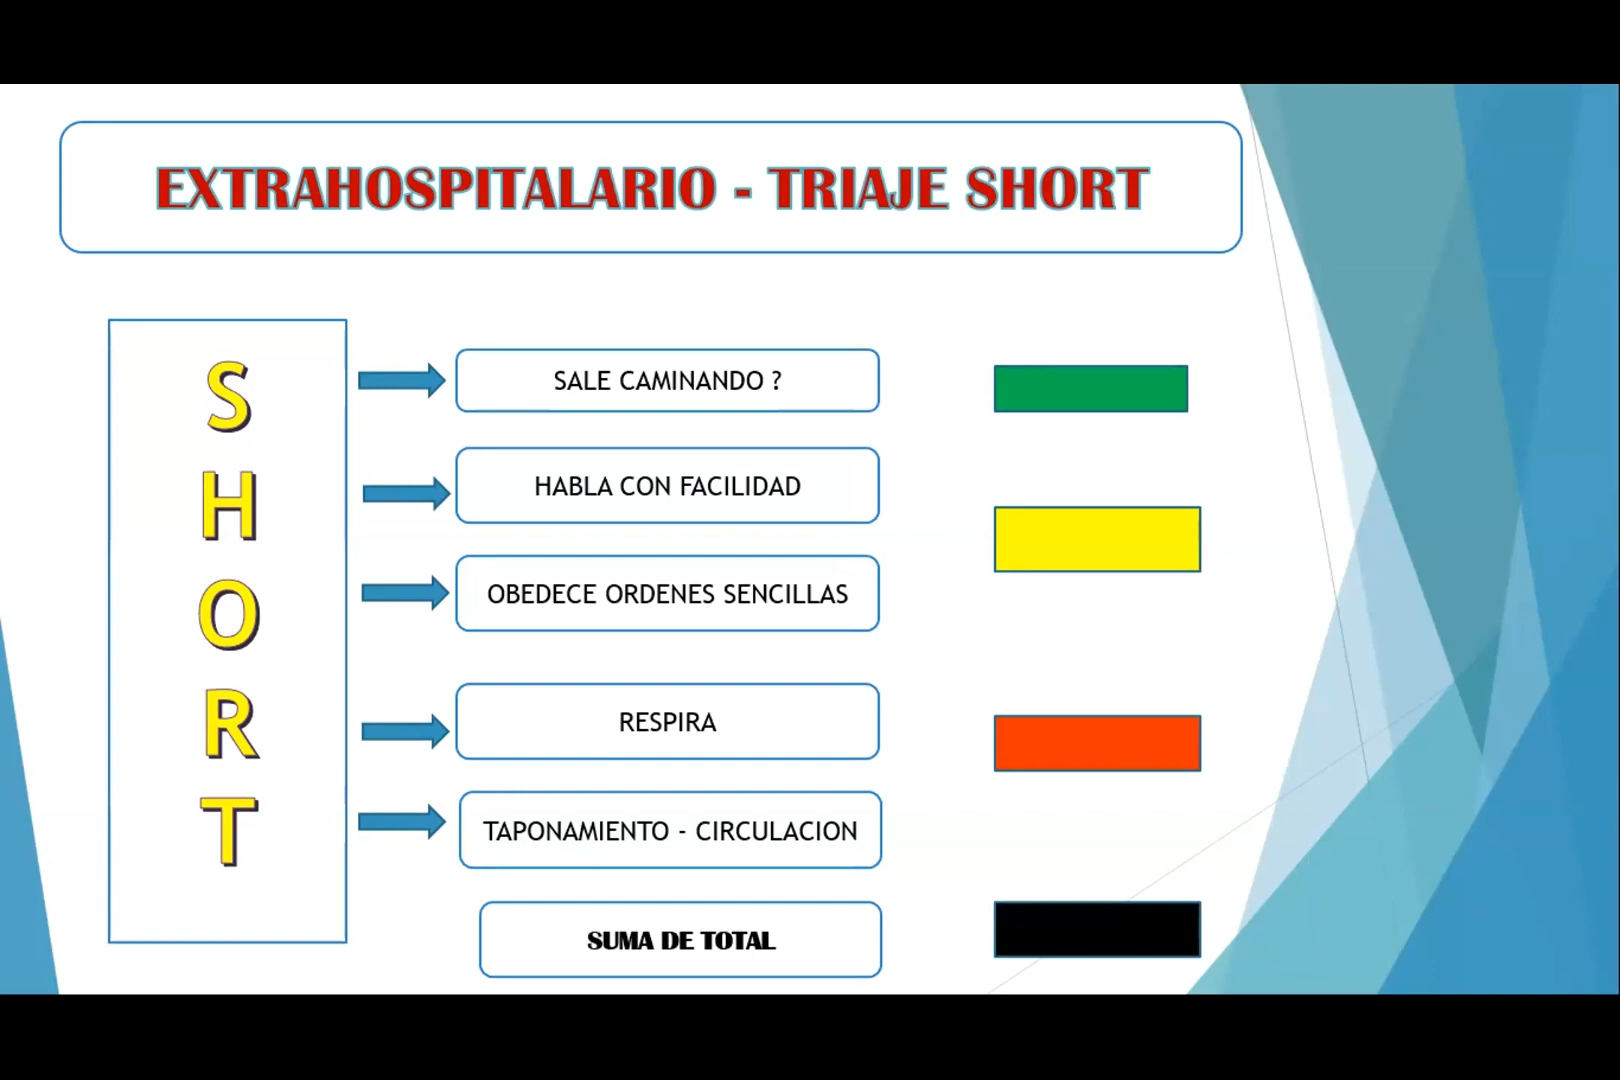 EXTRAHOSPITALARIO - TRIAJE SHORT
S
SALE CAMINANDO ?
H
HABLA CON FACILIDAD
O
OBEDECE ORDENES SENCILLAS
R
RESPIRA
T
TAPONAMIENTO - CIRCULACION
SUMA DE TOTAL